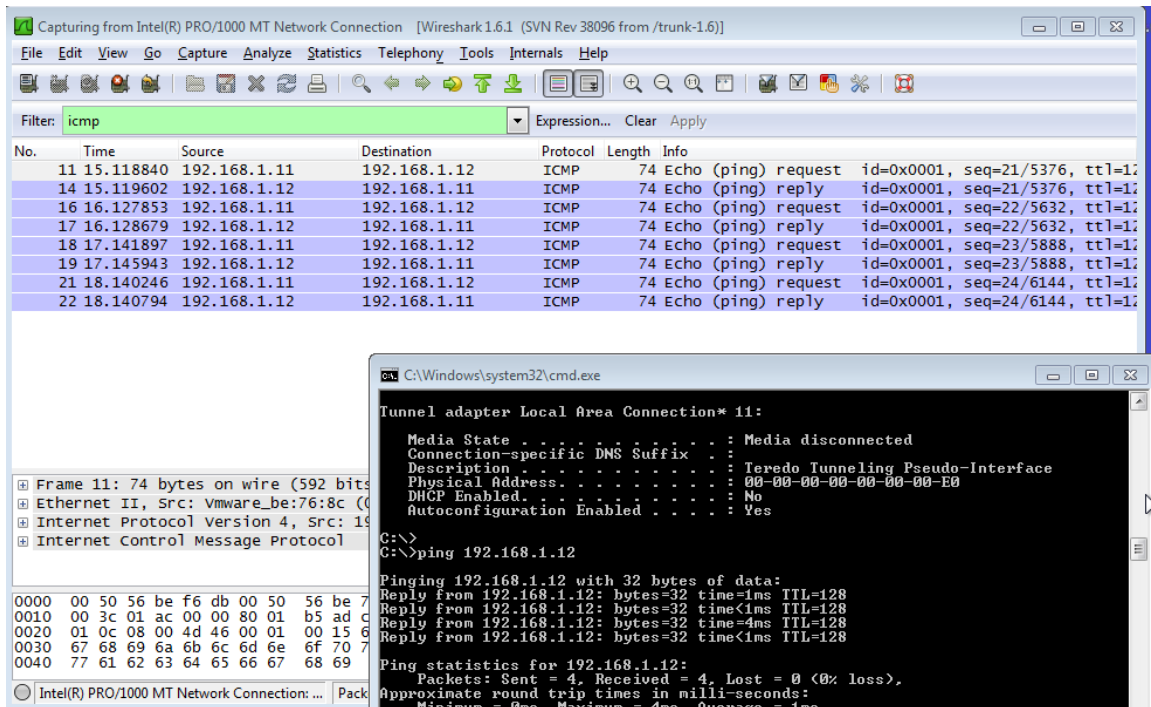 Capturing from Intel(R) PRO/1000 MT Network Connection [Wireshark 1.6.1 (SVN Rev 38096 from /trunk-1.6)]
File Edit View Go Capture Analyze Statistics Telephony Tools Internals Help
Filter: icmp Expression... Clear Apply
No. Time Source Destination Protocol Length Info
11 15.118840 192.168.1.11 192.168.1.12 ICMP 74 Echo (ping) request id=0x0001, seq=21/5376, ttl=12
14 15.119602 192.168.1.12 192.168.1.11 ICMP 74 Echo (ping) reply id=0x0001, seq=21/5376, ttl=12
16 16.127853 192.168.1.11 192.168.1.12 ICMP 74 Echo (ping) request id=0x0001, seq=22/5632, ttl=12
17 16.128679 192.168.1.12 192.168.1.11 ICMP 74 Echo (ping) reply id=0x0001, seq=22/5632, ttl=12
18 17.141897 192.168.1.11 192.168.1.12 ICMP 74 Echo (ping) request id=0x0001, seq=23/5888, ttl=12
19 17.145943 192.168.1.12 192.168.1.11 ICMP 74 Echo (ping) reply id=0x0001, seq=23/5888, ttl=12
21 18.140246 192.168.1.11 192.168.1.12 ICMP 74 Echo (ping) request id=0x0001, seq=24/6144, ttl=12
22 18.140794 192.168.1.12 192.168.1.11 ICMP 74 Echo (ping) reply id=0x0001, seq=24/6144, ttl=12
Frame 11: 74 bytes on wire (592 bits
Ethernet II, Src: Vmware_be:76:8c (
Internet Protocol Version 4, Src: 19
Internet Control Message Protocol
0000 00 50 56 be f6 db 00 50 56 be 7
0010 00 3c 01 ac 00 00 80 01 b5 ad c
0020 01 0c 08 00 4d 46 00 01 00 15 6
0030 67 68 69 6a 6b 6c 6d 6e 6f 70 7
0040 77 61 62 63 64 65 66 67 68 69
Intel(R) PRO/1000 MT Network Connection: ... Pack
C:\Windows\system32\cmd.exe
Tunnel adapter Local Area Connection* 11:
Media State . . . . . . . . . . . : Media disconnected
Connection-specific DNS Suffix . :
Description . . . . . . . . . . . : Teredo Tunneling Pseudo-Interface
Physical Address. . . . . . . . . : 00-00-00-00-00-00-00-E0
DHCP Enabled. . . . . . . . . . . : No
Autoconfiguration Enabled . . . . : Yes
C:\>
C:\>ping 192.168.1.12
Pinging 192.168.1.12 with 32 bytes of data:
Reply from 192.168.1.12: bytes=32 time=1ms TTL=128
Reply from 192.168.1.12: bytes=32 time<1ms TTL=128
Reply from 192.168.1.12: bytes=32 time=4ms TTL=128
Reply from 192.168.1.12: bytes=32 time<1ms TTL=128
Ping statistics for 192.168.1.12:
Packets: Sent = 4, Received = 4, Lost = 0 (0% loss),
Approximate round trip times in milli-seconds:
Minimum = 0ms, Maximum = 4ms, Average = 1ms